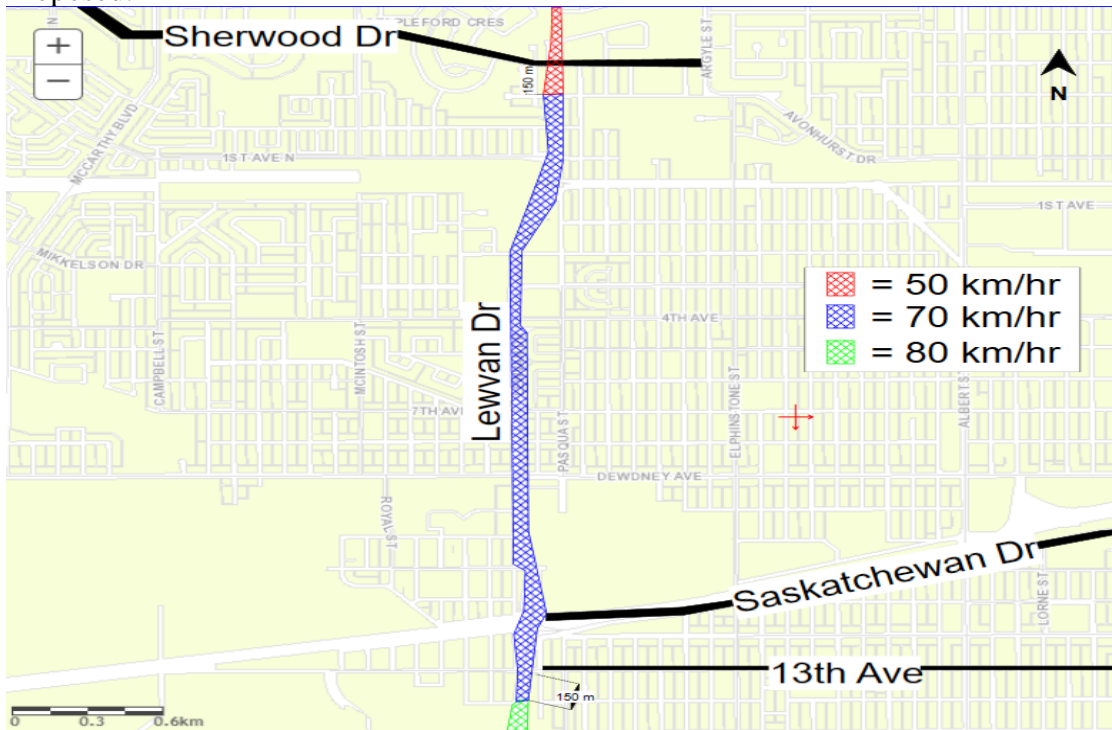 STAPLEFORD CRES
Sherwood Dr
ARGYLE ST
150 m
N
MCCARTHY BLVD
AVONHURST DR
1ST AVE N
1ST AVE
MIKKELSON DR
= 50 km/hr
= 70 km/hr
= 80 km/hr
Lewvan Dr
4TH AVE
CAMPBELL ST
MCINTOSH ST
ELPHINSTONE ST
ALBERT ST
7TH AVE
PASQUA ST
DEWDNEY AVE
ROYAL ST
Saskatchewan Dr
LORNE ST
13th Ave
150 m
0 0.3 0.6km